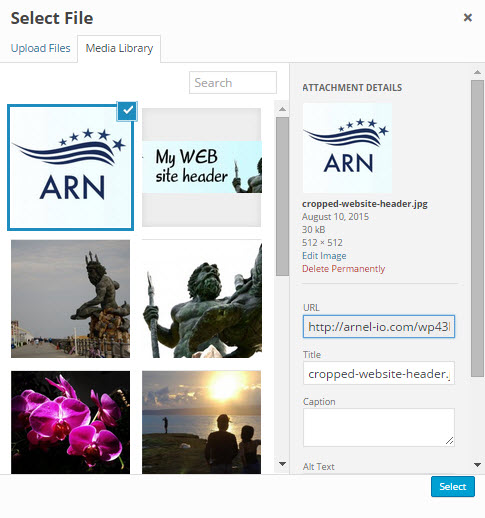 Select File
×
Upload Files
Media Library
Search
ARN
My WEB
site header
ATTACHMENT DETAILS
ARN
cropped-website-header.jpg
August 10, 2015
30 kB
512 × 512
Edit Image
Delete Permanently
URL
http://arnel-io.com/wp43
Title
cropped-website-header.
Caption
Alt Text
Select